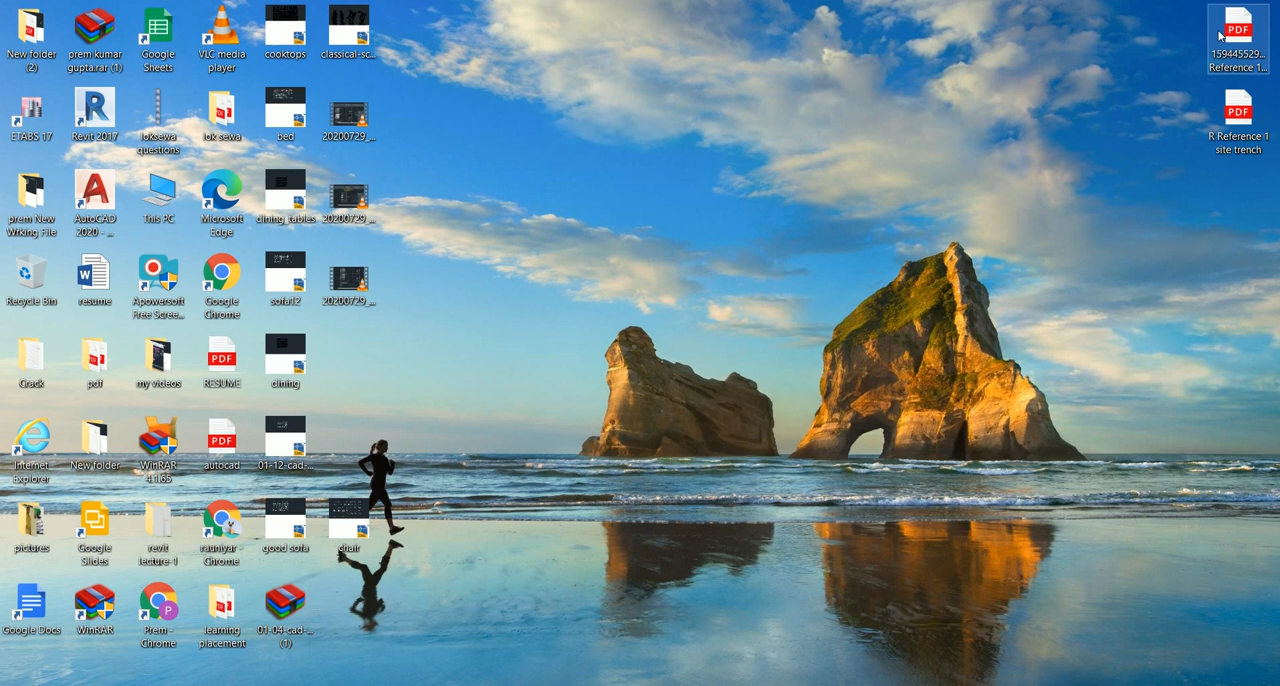 New folder
(2)
prem kumar
gupta.rar (1)
Google
Sheets
VLC media
player
cooktops
classical-sc...
PDF
159445529...
Reference 1...
ETABS 17
Revit 2017
loksewa
questions
lok sewa
bed
20200729_...
PDF
R Reference 1
site trench
prem New
Wrking File
AutoCAD
2020 - ...
This PC
Microsoft
Edge
dining_tables
20200729_...
Recycle Bin
resume
Apowersoft
Free Scree...
Google
Chrome
sofa12
20200729_...
Crack
pdf
my videos
PDF
RESUME
dining
Internet
Explorer
New folder
WinRAR
4.1.65
PDF
autocad
01-12-cad-...
pictures
Google
Slides
revit
lecture-1
rauniyar -
Chrome
good sofa
chair
Google Docs
WinRAR
P
Prem -
Chrome
learning
placement
01-04-cad-...
(1)